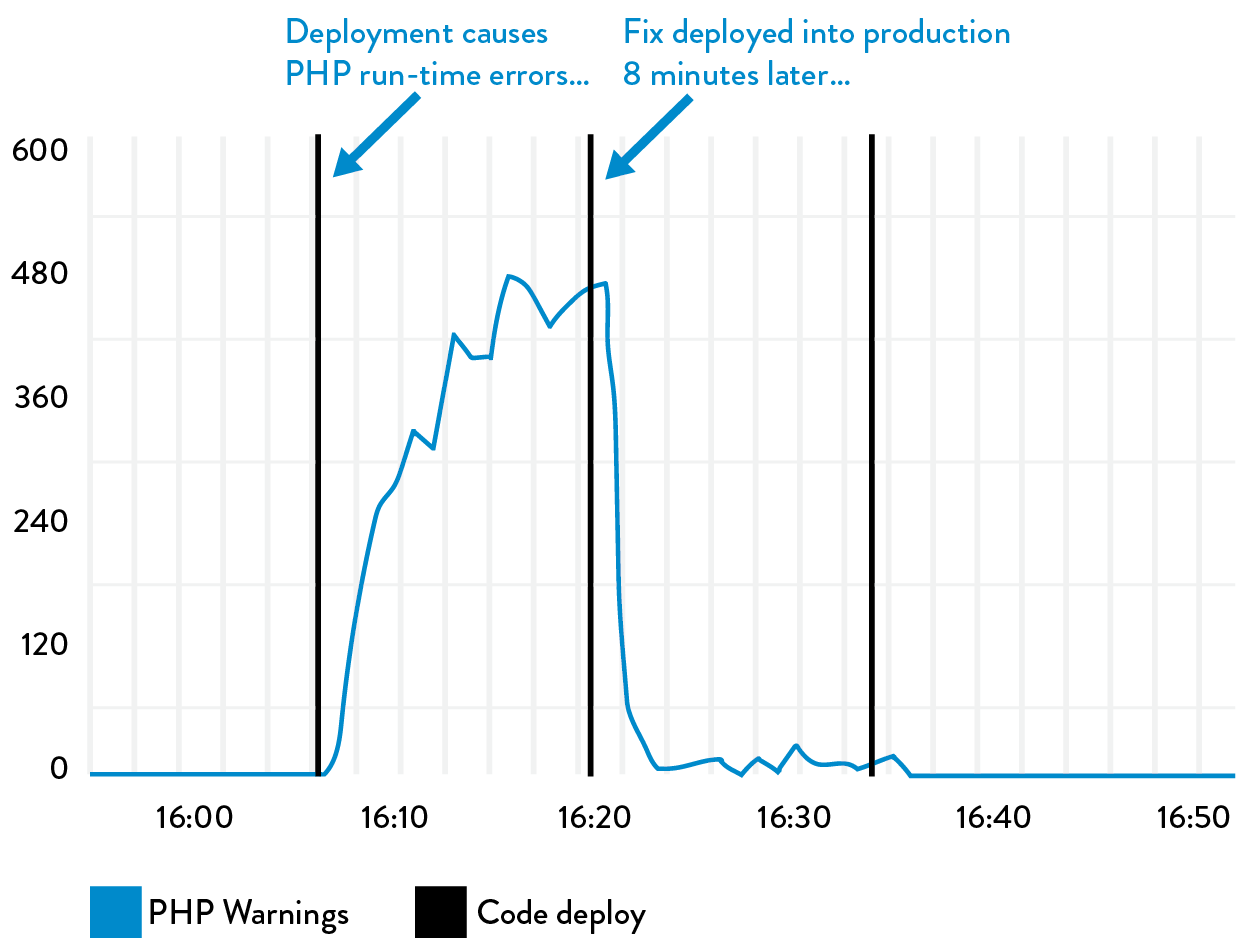 Deployment causes
PHP run-time errors...
Fix deployed into production
8 minutes later...
600
480
360
240
120
0
16:00
16:10
16:20
16:30
16:40
16:50
PHP Warnings
Code deploy